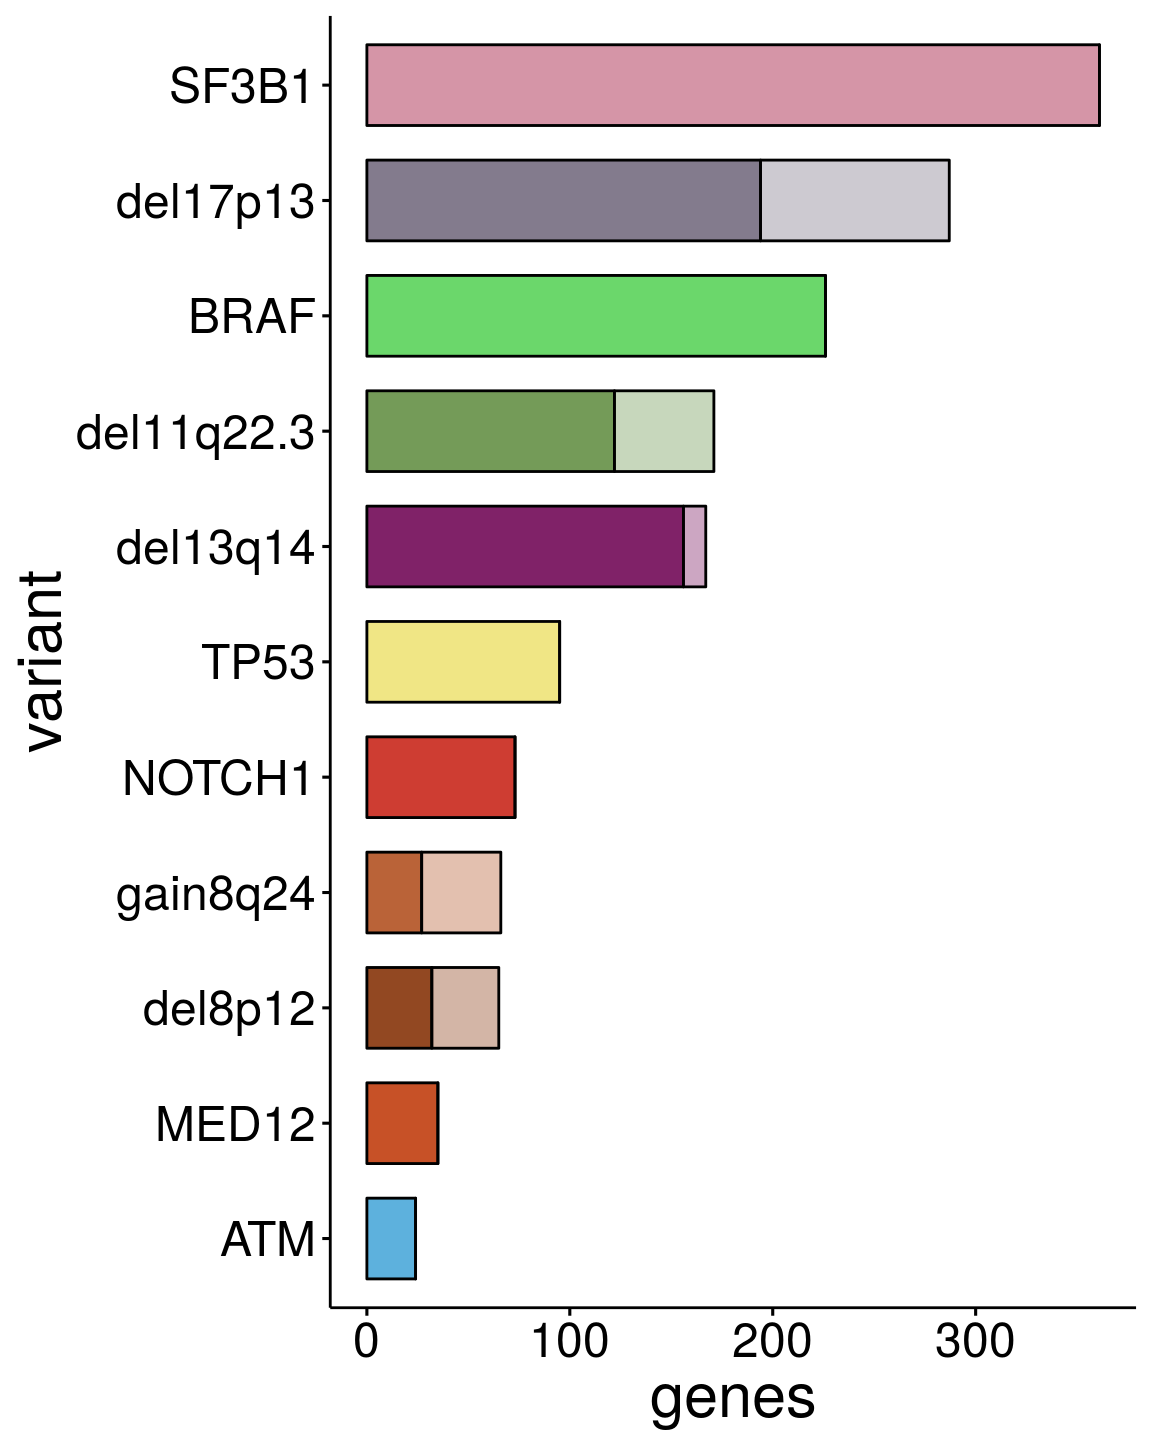 SF3B1
del17p13
BRAF
del11q22.3
del13q14
TP53
NOTCH1
gain8q24
del8p12
MED12
ATM
variant
0 100 200 300
genes